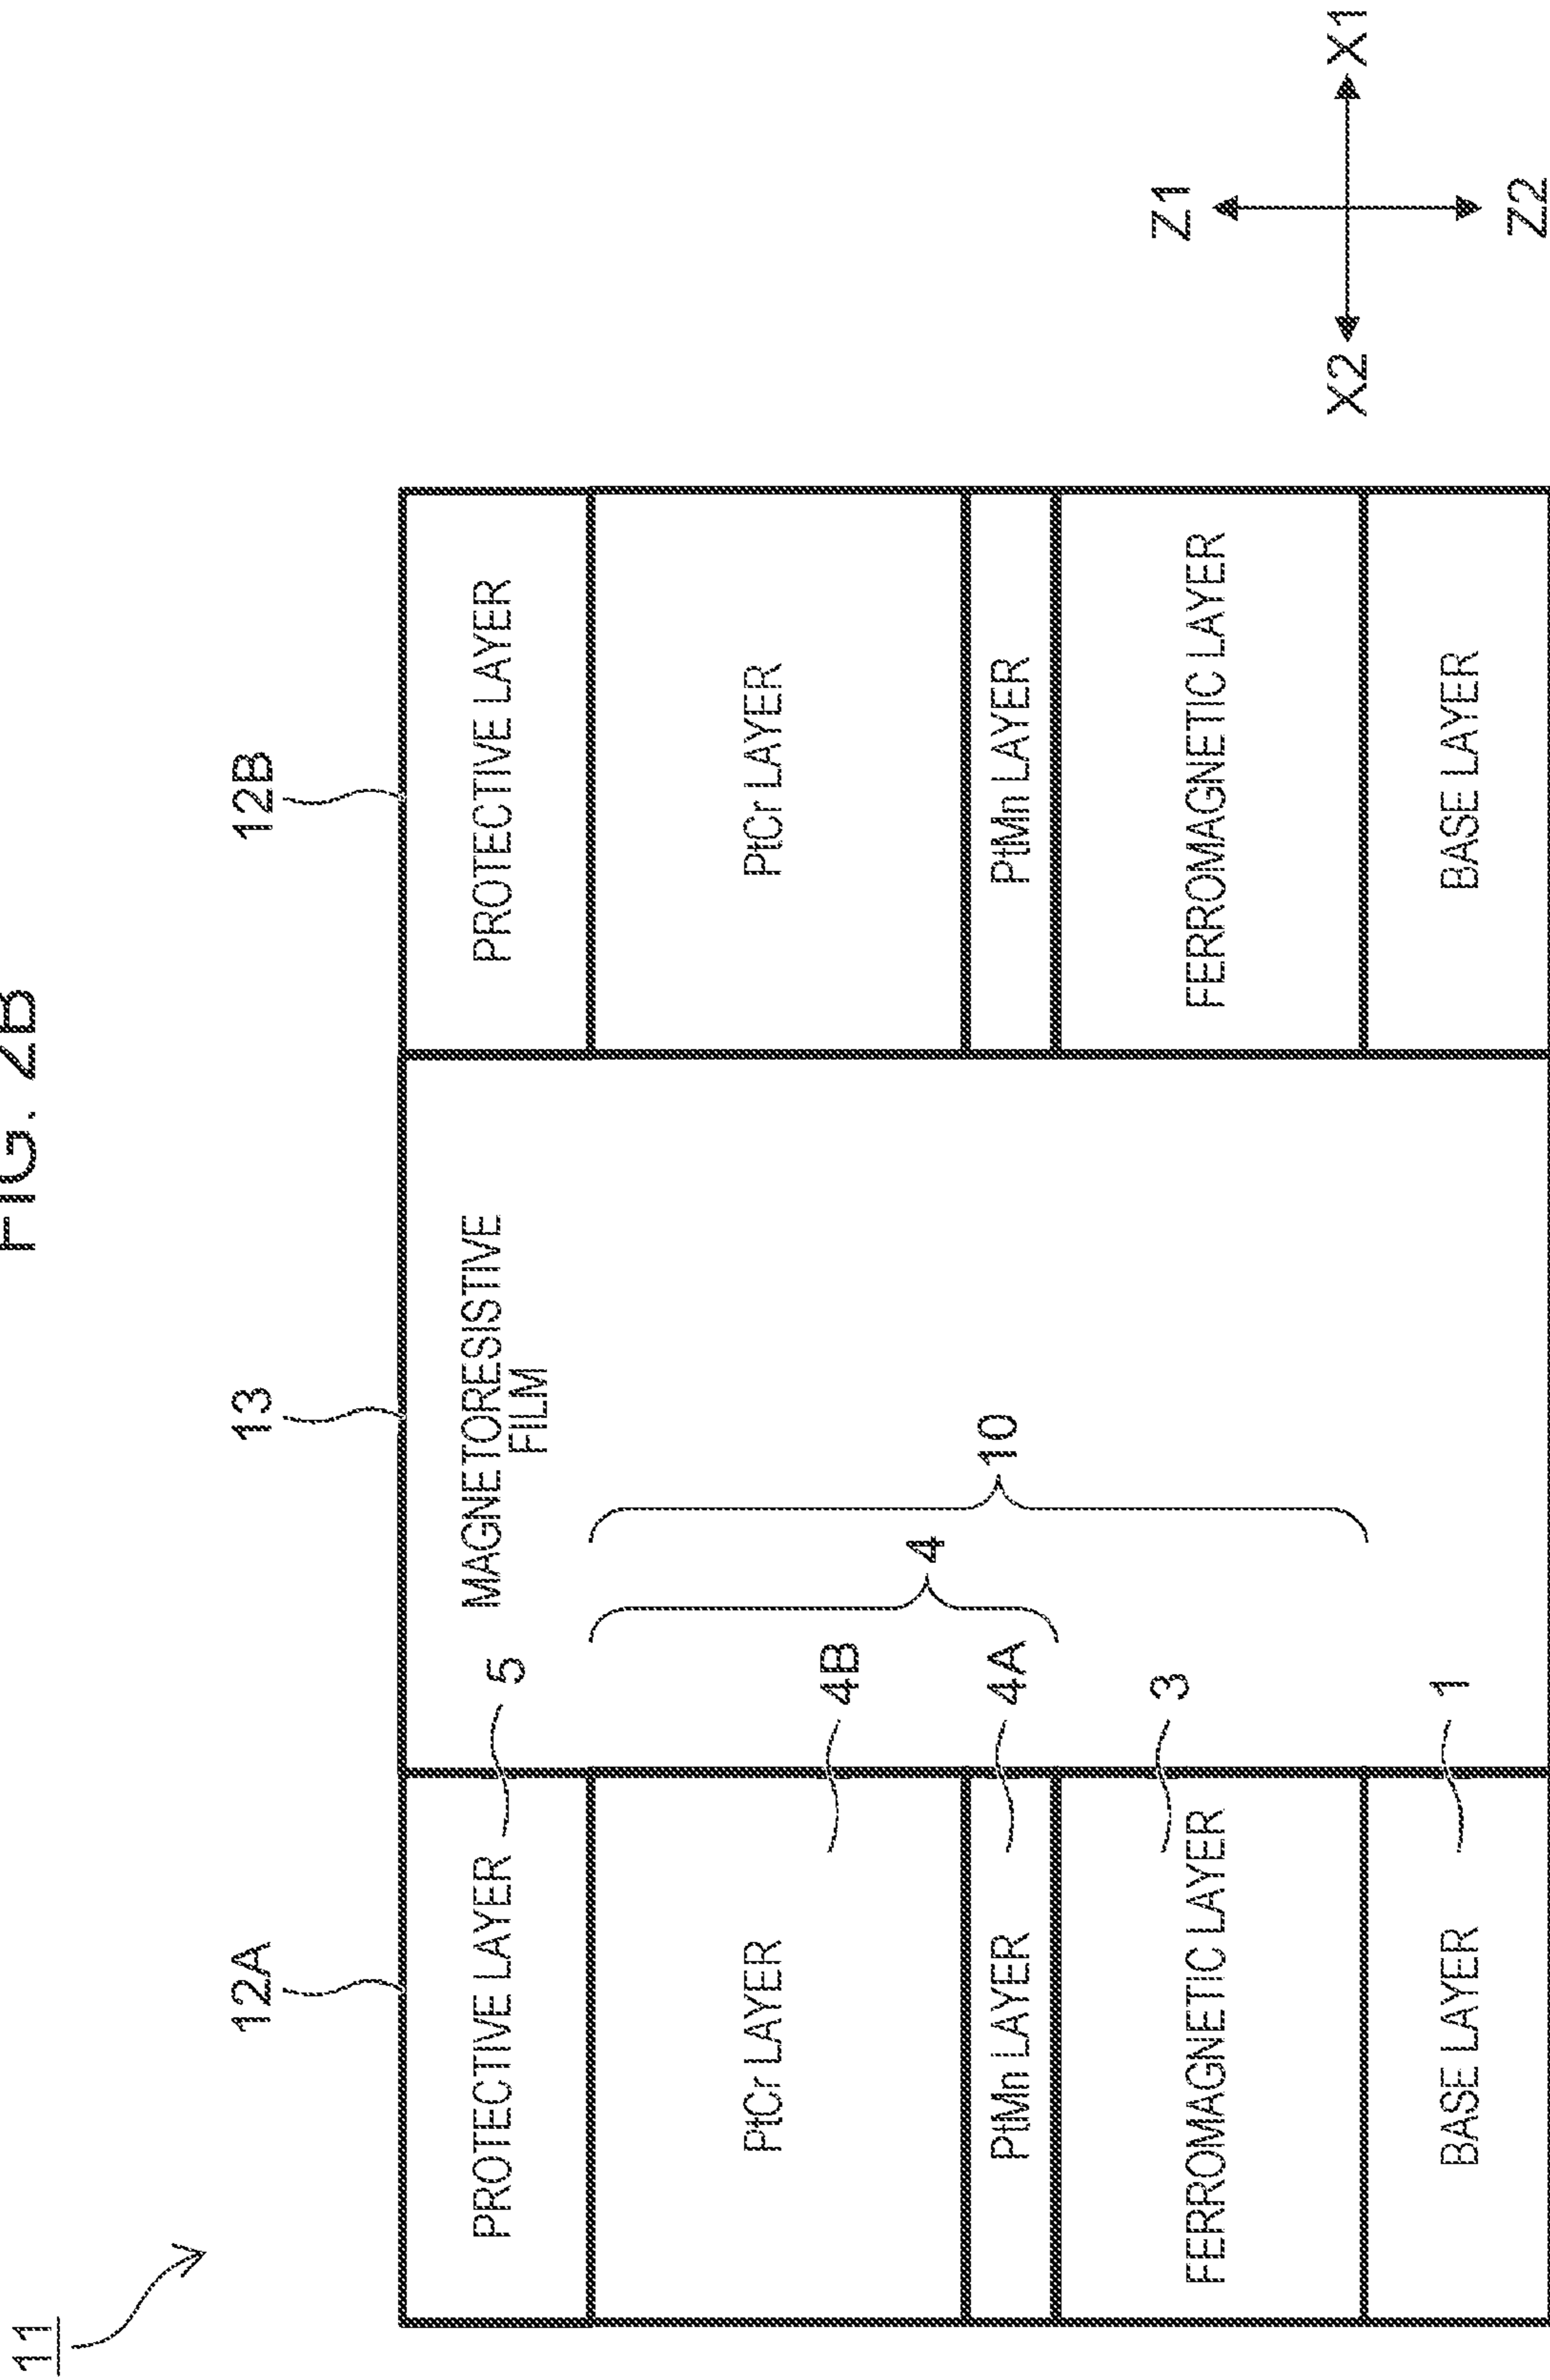 FIG. 2B
11
12A
13
12B
PROTECTIVE LAYER
5
MAGNETORESISTIVE
FILM
PROTECTIVE LAYER
PtCr LAYER
4B
4
10
PtCr LAYER
PtMn LAYER
4A
PtMn LAYER
FERROMAGNETIC LAYER
3
FERROMAGNETIC LAYER
BASE LAYER
1
BASE LAYER
Z1
X2
X1
Z2